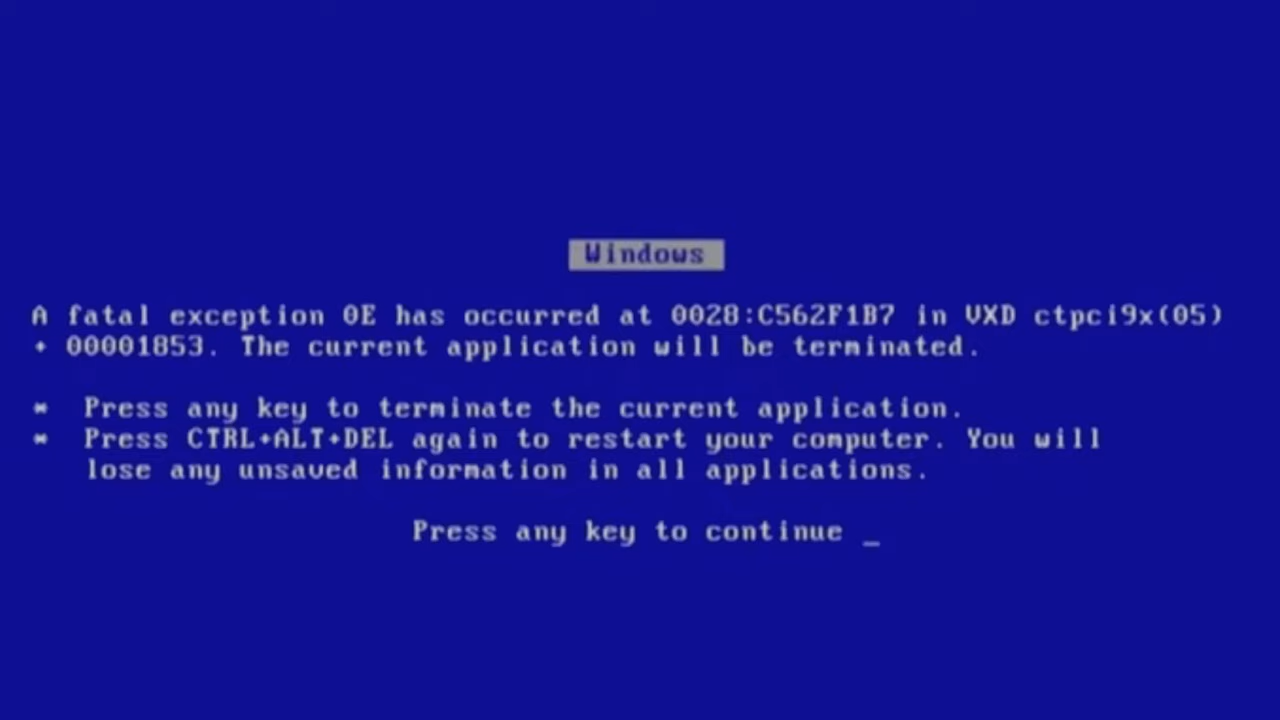 Windows
A fatal exception 0E has occurred at 0028:C562F1B7 in VXD ctpci9x(05)
+ 00001853. The current application will be terminated.
* Press any key to terminate the current application.
* Press CTRL+ALT+DEL again to restart your computer. You will
lose any unsaved information in all applications.
Press any key to continue _